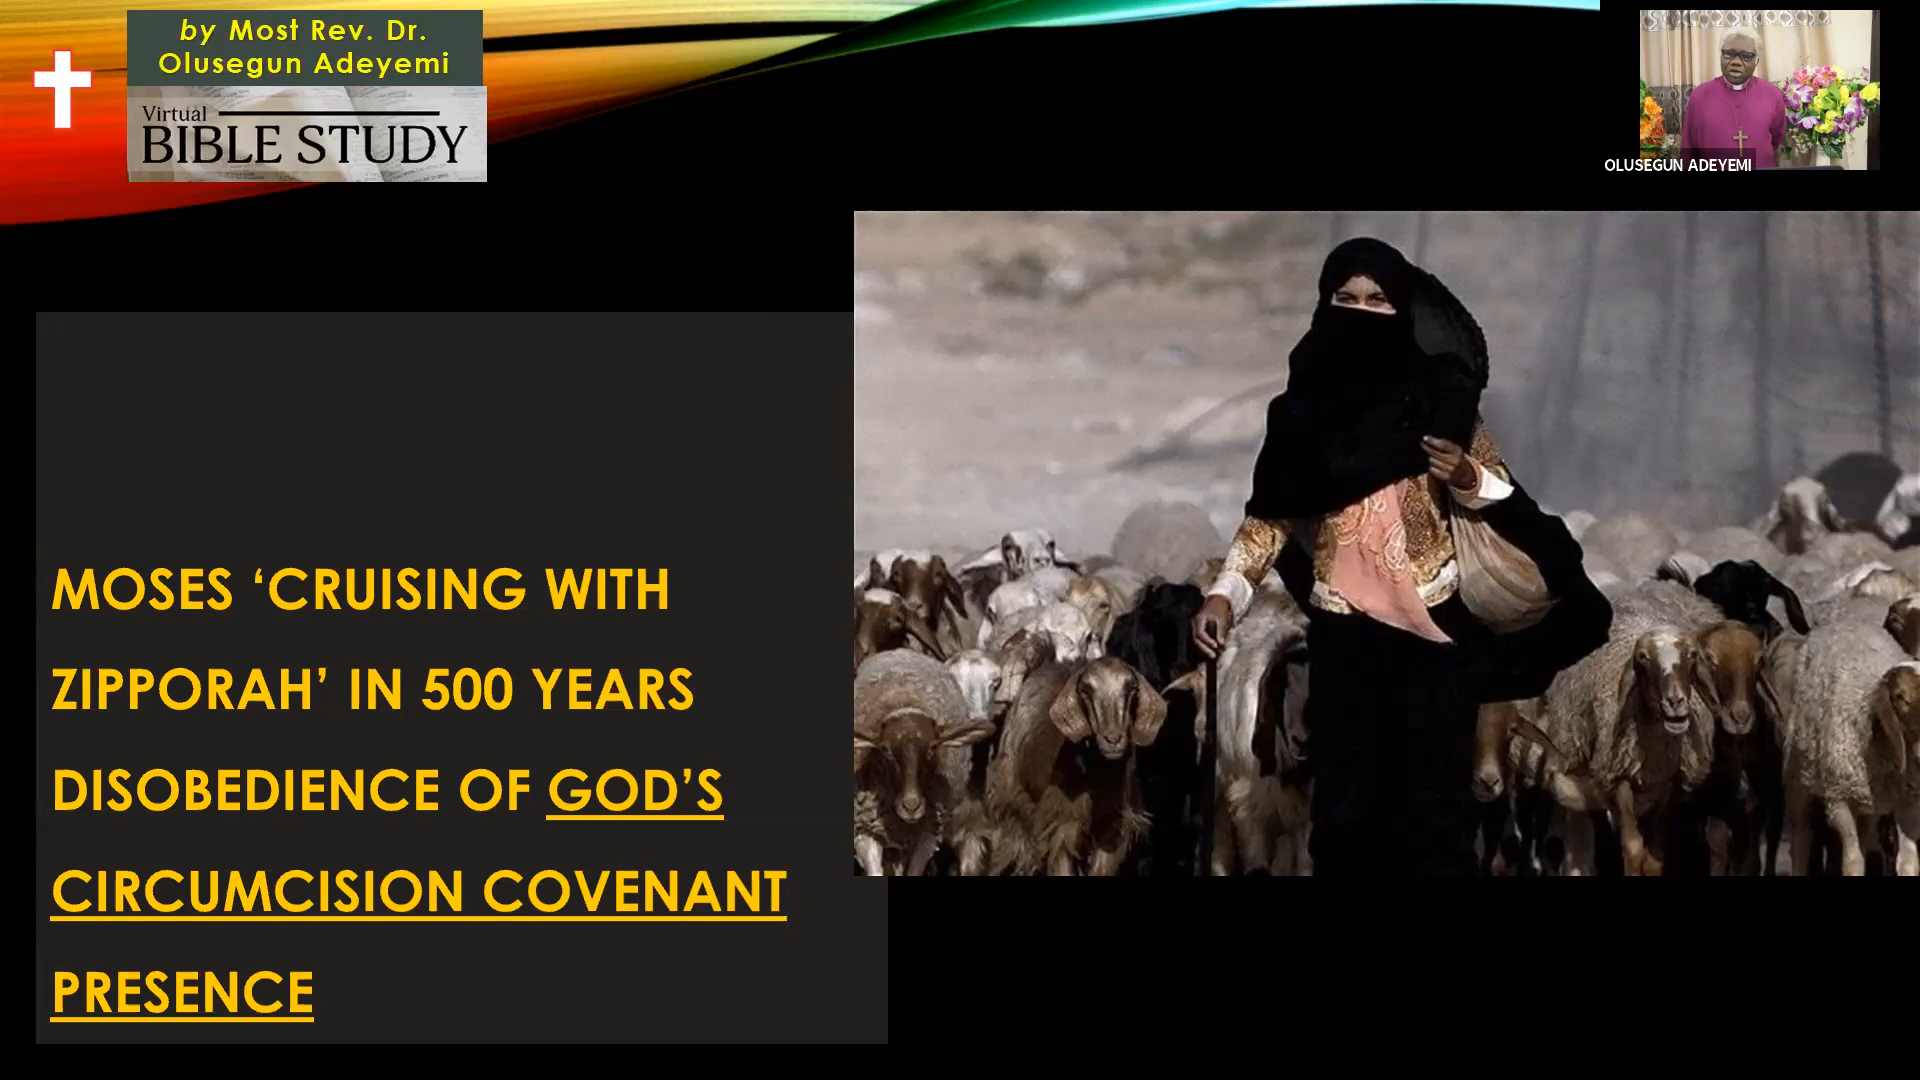 by Most Rev. Dr.
Olusegun Adeyemi
Virtual
BIBLE STUDY
OLUSEGUN ADEYEMI
MOSES ‘CRUISING WITH
ZIPPORAH’ IN 500 YEARS
DISOBEDIENCE OF GOD’S
CIRCUMCISION COVENANT
PRESENCE